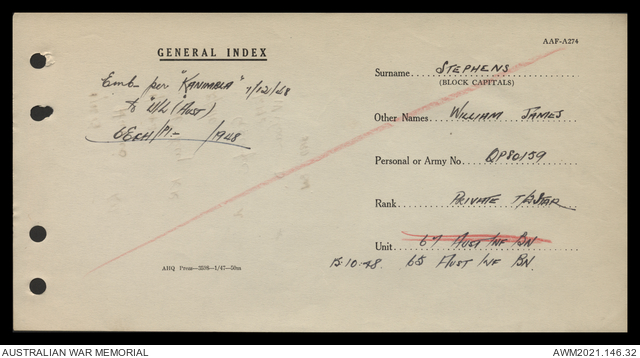 AAF-A274
GENERAL INDEX
Emb per "KANIMBLA" 7/12/48
to "U/L (AUST)
/948
Surname STEPHENS
(BLOCK CAPITALS)
Other Names WILLIAM JAMES
Personal or Army No. QP80159
Rank PRIVATE
Unit 67 AUST INF BN
15.10.48. 65 AUST INF BN.
AHQ Press—3598—1/47—50m
AUSTRALIAN WAR MEMORIAL
AWM2021.146.32